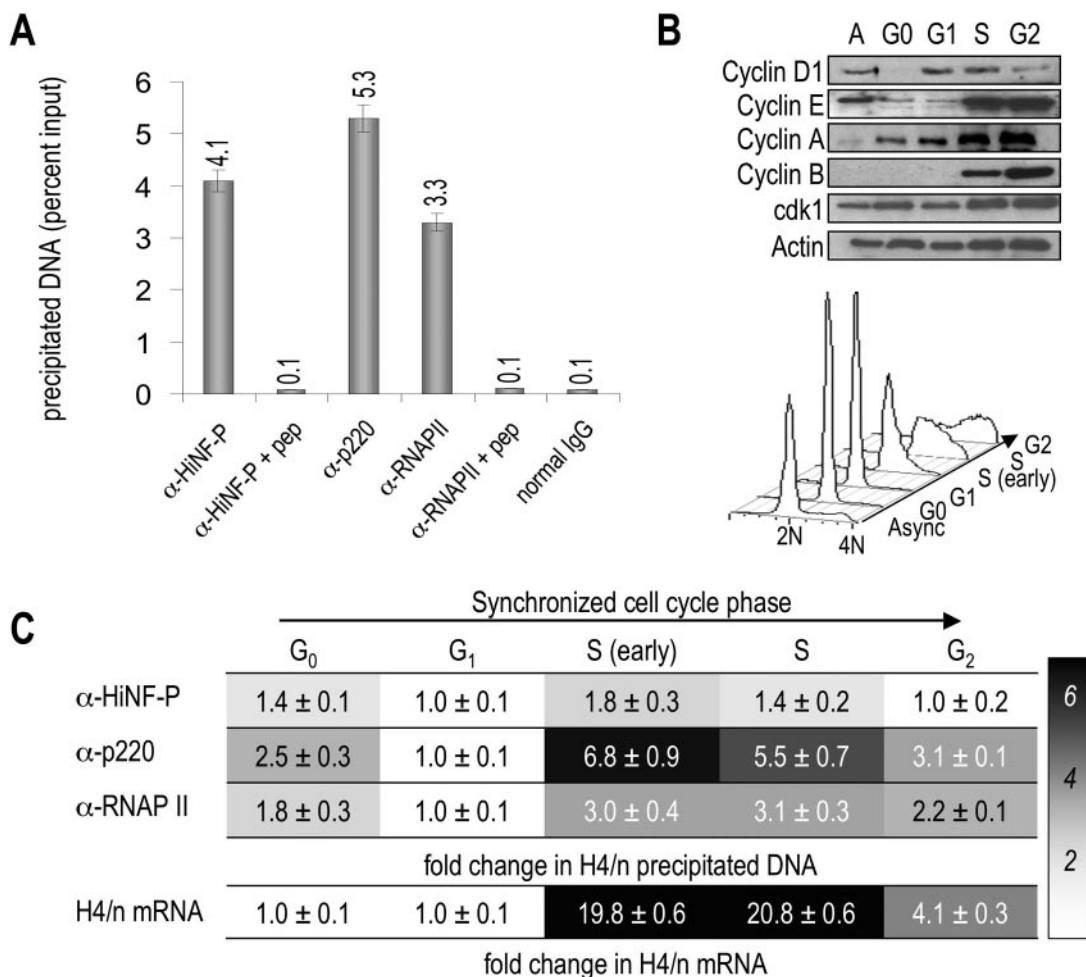 A
precipitated DNA (percent input)
6
5
4
3
2
1
0
4.1
0.1
5.3
3.3
0.1
0.1
α-HiNF-P
α-HiNF-P + pep
α-p220
α-RNAPII
α-RNAPII + pep
normal IgG
B
A G0 G1 S G2
Cyclin D1
Cyclin E
Cyclin A
Cyclin B
cdk1
Actin
2N 4N
Async
G0
G1
S (early)
S
G2
C
Synchronized cell cycle phase
G0 G1 S (early) S G2
α-HiNF-P 1.4 ± 0.1 1.0 ± 0.1 1.8 ± 0.3 1.4 ± 0.2 1.0 ± 0.2
α-p220 2.5 ± 0.3 1.0 ± 0.1 6.8 ± 0.9 5.5 ± 0.7 3.1 ± 0.1
α-RNAP II 1.8 ± 0.3 1.0 ± 0.1 3.0 ± 0.4 3.1 ± 0.3 2.2 ± 0.1
fold change in H4/n precipitated DNA
H4/n mRNA 1.0 ± 0.1 1.0 ± 0.1 19.8 ± 0.6 20.8 ± 0.6 4.1 ± 0.3
fold change in H4/n mRNA
6
4
2